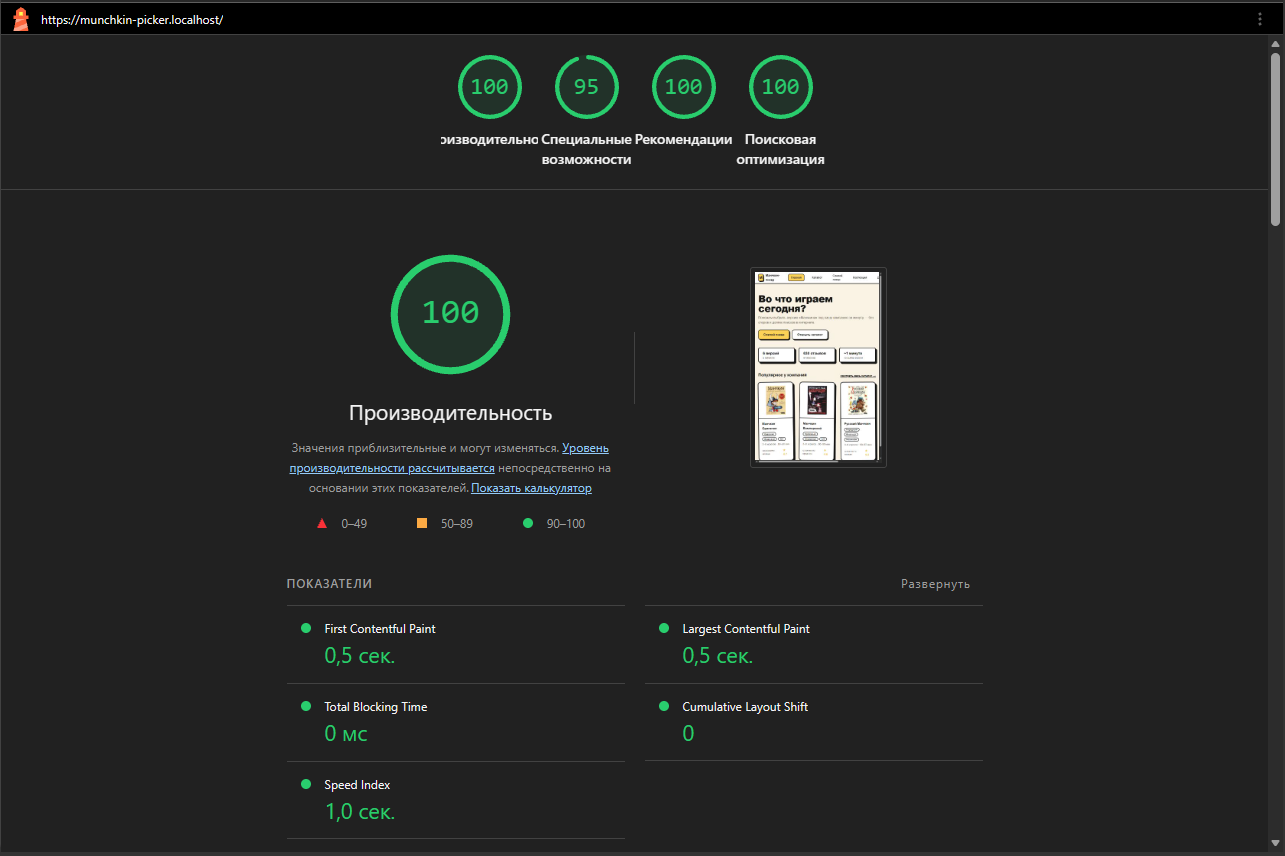 https://munchkin-picker.localhost/
100
95
100
100
оизводительно
Специальные
возможности
Рекомендации
Поисковая
оптимизация
100
Производительность
Значения приблизительные и могут изменяться. Уровень
производительности рассчитывается непосредственно на
основании этих показателей. Показать калькулятор
0–49
50–89
90–100
Во что играем
сегодня?
Популярное у компании
ПОКАЗАТЕЛИ
Развернуть
First Contentful Paint
0,5 сек.
Largest Contentful Paint
0,5 сек.
Total Blocking Time
0 мс
Cumulative Layout Shift
0
Speed Index
1,0 сек.